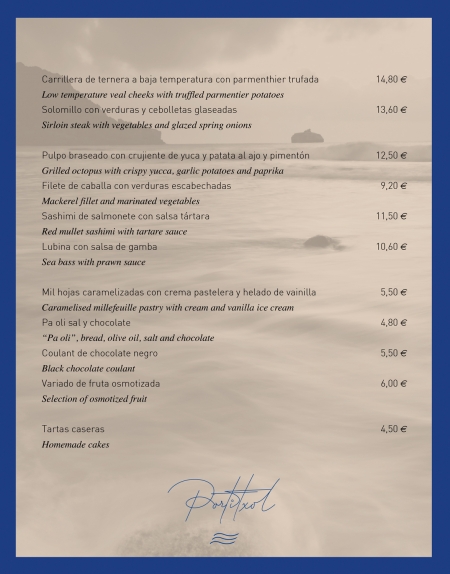 Carrillera de ternera a baja temperatura con parmenthier trufada 14,80 €
Low temperature veal cheeks with truffled parmentier potatoes
Solomillo con verduras y cebolletas glaseadas 13,60 €
Sirloin steak with vegetables and glazed spring onions
Pulpo braseado con crujiente de yuca y patata al ajo y pimentón 12,50 €
Grilled octopus with crispy yucca, garlic potatoes and paprika
Filete de caballa con verduras escabechadas 9,20 €
Mackerel fillet and marinated vegetables
Sashimi de salmonete con salsa tártara 11,50 €
Red mullet sashimi with tartare sauce
Lubina con salsa de gamba 10,60 €
Sea bass with prawn sauce
Mil hojas caramelizadas con crema pastelera y helado de vainilla 5,50 €
Caramelised millefeuille pastry with cream and vanilla ice cream
Pa oli sal y chocolate 4,80 €
“Pa oli”, bread, olive oil, salt and chocolate
Coulant de chocolate negro 5,50 €
Black chocolate coulant
Variado de fruta osmotizada 6,00 €
Selection of osmotized fruit
Tartas caseras 4,50 €
Homemade cakes
Portitxol